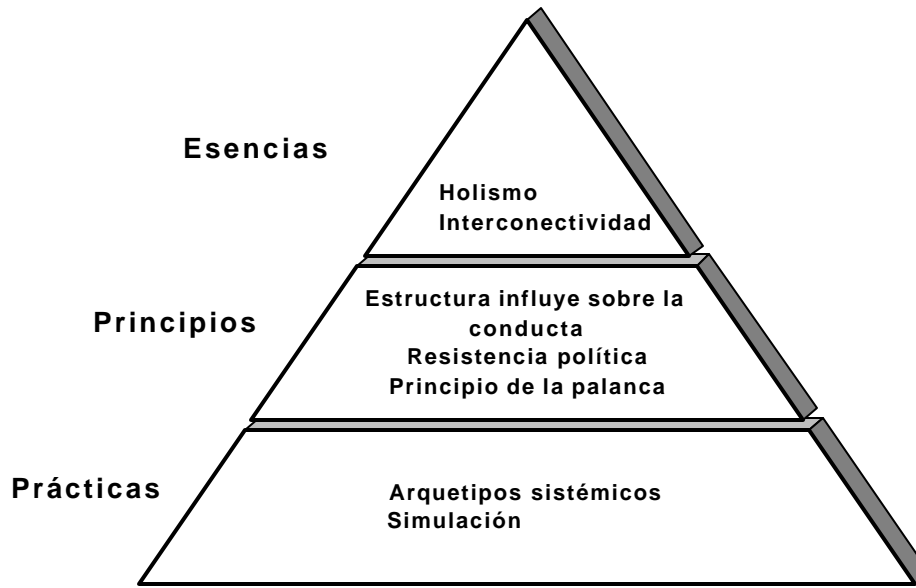 Esencias
Holismo
Interconectividad
Principios
Estructura influye sobre la
conducta
Resistencia política
Principio de la palanca
Prácticas
Arquetipos sistémicos
Simulación